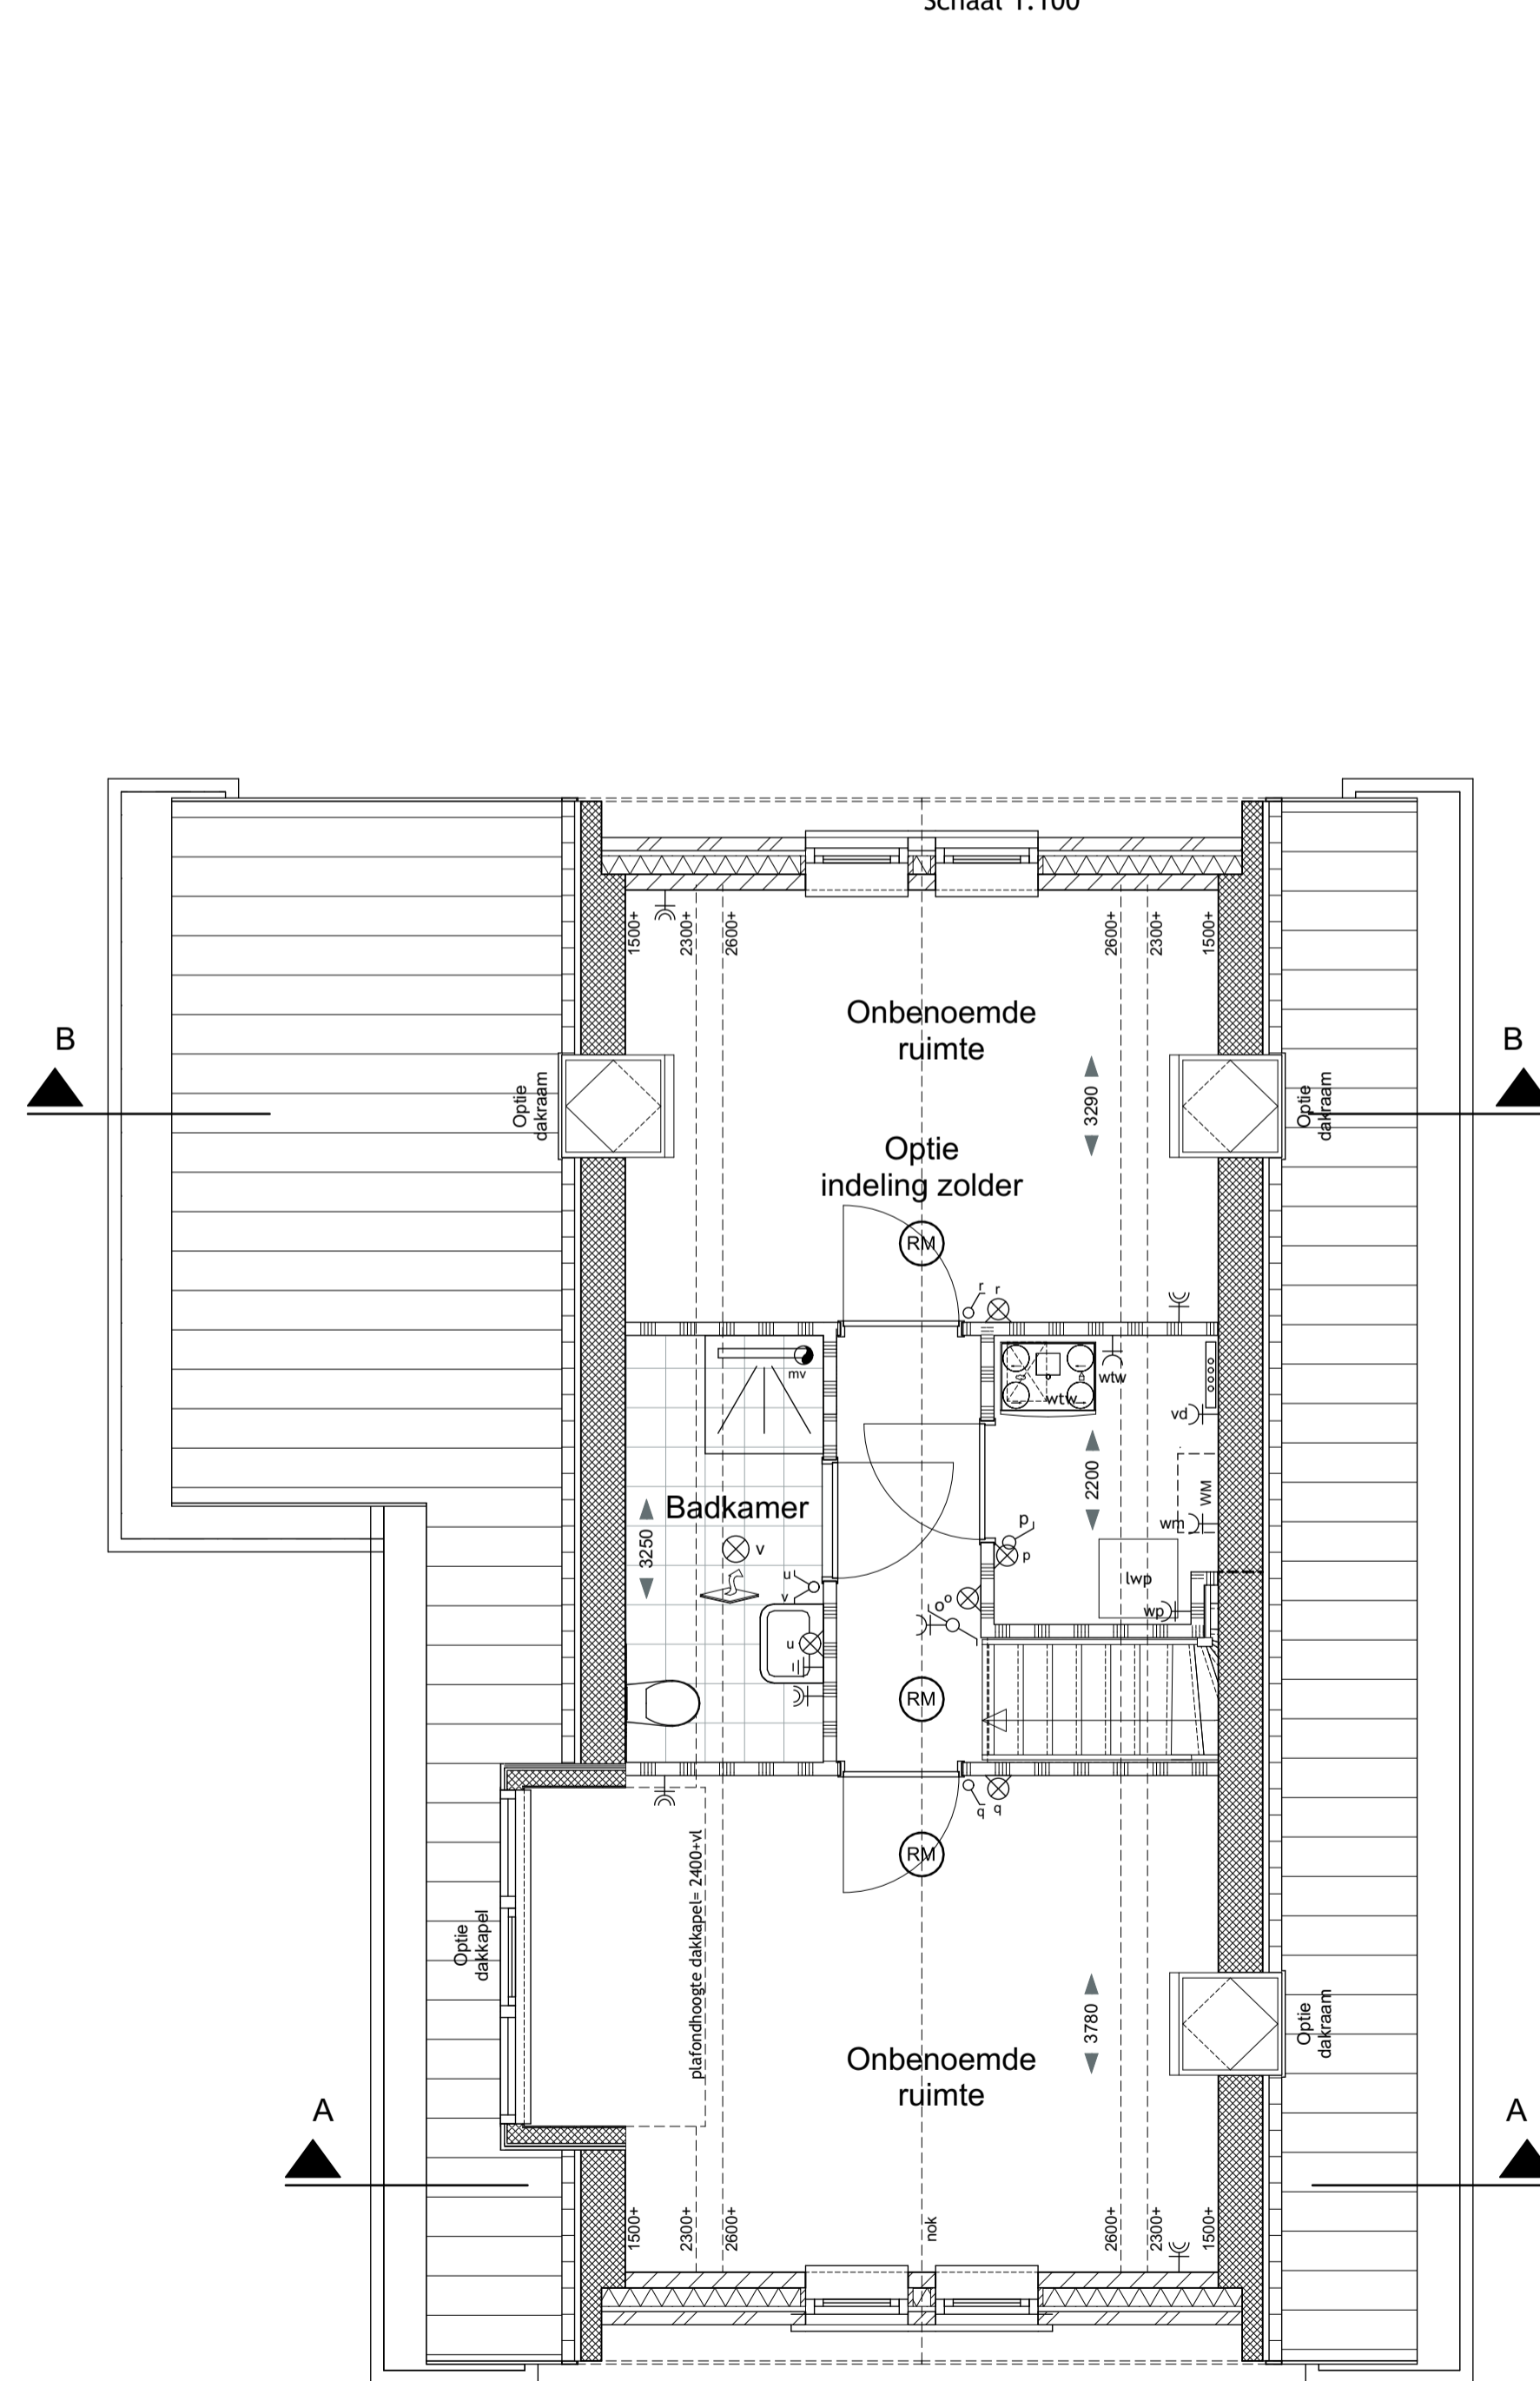 Schaal 1:100
1500+
2300+
2600+
2600+
2300+
1500+
Onbenoemde
ruimte
B
B
Optie
dakraam
3290
Optie
dakraam
Optie
indeling zolder
RM
r
r
mv
wtw
wtw
vd
2200
WM
Badkamer
3250
wm
p
v
p
u
lwp
v
o
o
wp
u
RM
q
q
RM
plafondhoogte dakkapel= 2400+vl
Optie
dakkapel
3780
Optie
dakraam
Onbenoemde
ruimte
A
A
1500+
2300+
2600+
nok
2600+
2300+
1500+